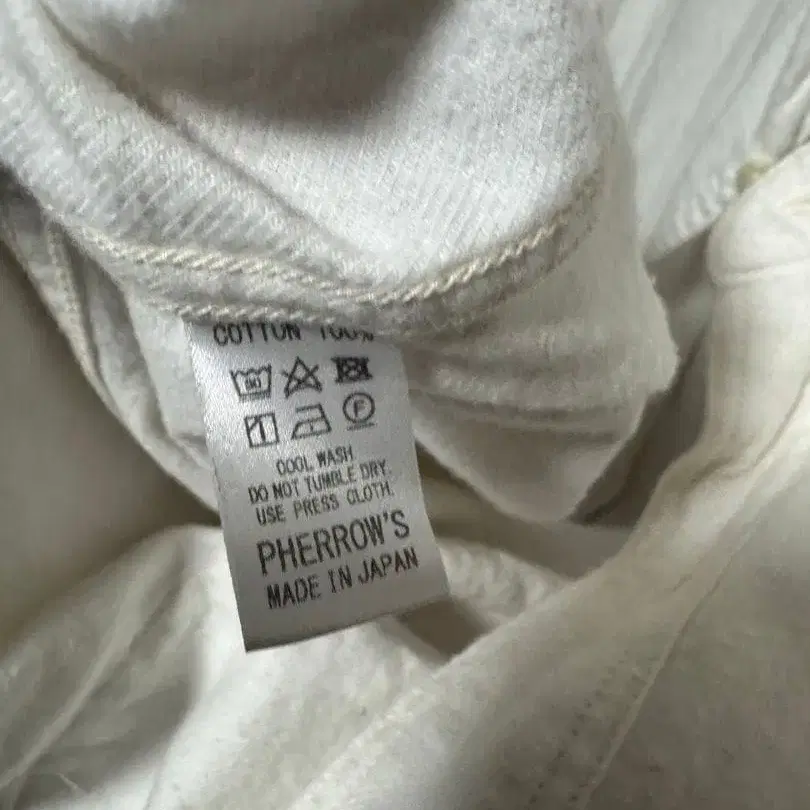 COTTON 100%
F
COOL WASH
DO NOT TUMBLE DRY.
USE PRESS CLOTH.
PHERROW'S
MADE IN JAPAN